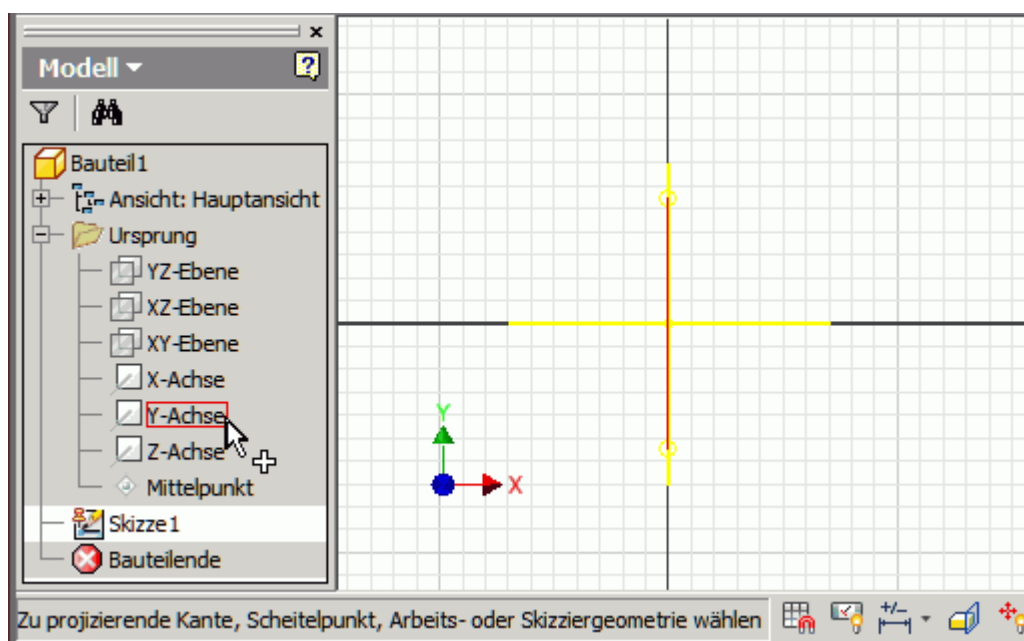 Modell
Bauteil1
Ansicht: Hauptansicht
Ursprung
YZ-Ebene
XZ-Ebene
XY-Ebene
X-Achse
Y-Achse
Z-Achse
Mittelpunkt
Skizze1
Bauteilende
Y
X
Zu projizierende Kante, Scheitelpunkt, Arbeits- oder Skizziergeometrie wählen